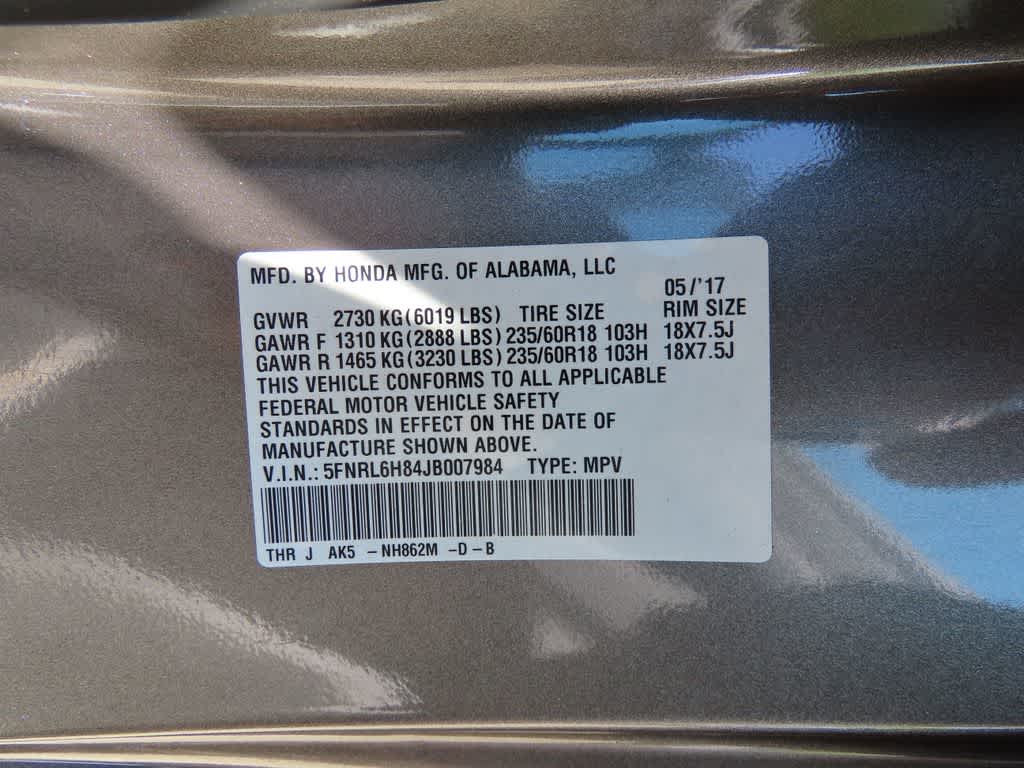 MFD. BY HONDA MFG. OF ALABAMA, LLC
05/'17
GVWR 2730 KG(6019 LBS) TIRE SIZE RIM SIZE
GAWR F 1310 KG(2888 LBS) 235/60R18 103H 18X7.5J
GAWR R 1465 KG(3230 LBS) 235/60R18 103H 18X7.5J
THIS VEHICLE CONFORMS TO ALL APPLICABLE
FEDERAL MOTOR VEHICLE SAFETY
STANDARDS IN EFFECT ON THE DATE OF
MANUFACTURE SHOWN ABOVE.
V.I.N.: 5FNRL6H84JB007984 TYPE: MPV
THR J AK5 -NH862M -D-B